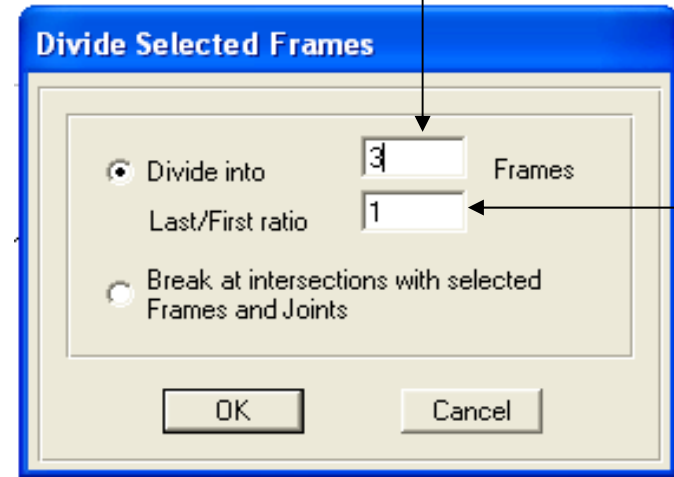 Divide Selected Frames
Divide into 3 Frames
Last/First ratio 1
Break at intersections with selected
Frames and Joints
OK Cancel